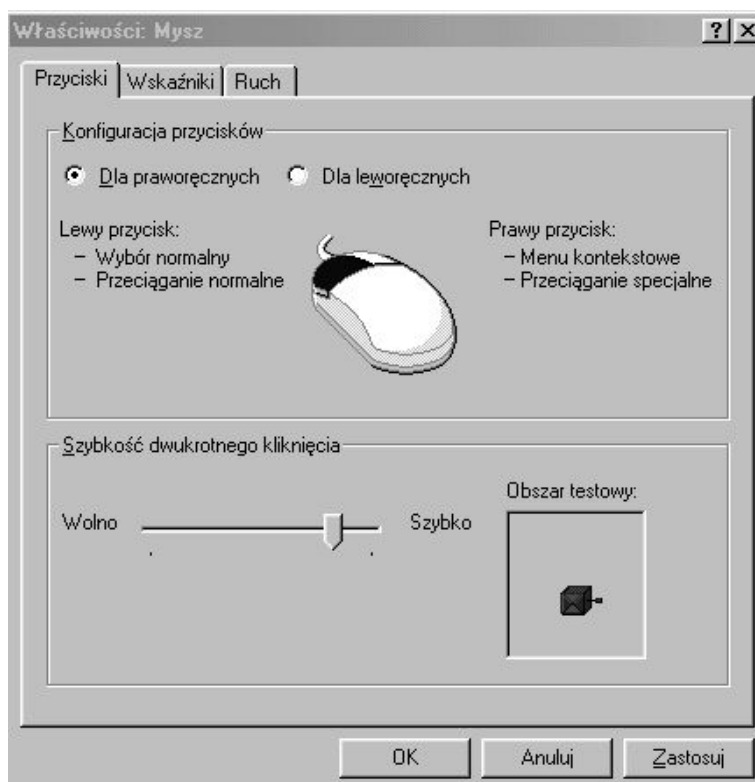 Właściwości: Mysz
Przyciski Wskaźniki Ruch
Konfiguracja przycisków
Dla praworęcznych Dla leworęcznych
Lewy przycisk:
– Wybór normalny
– Przeciąganie normalne
Prawy przycisk:
– Menu kontekstowe
– Przeciąganie specjalne
Szybkość dwukrotnego kliknięcia
Obszar testowy:
Wolno Szybko
OK Anuluj Zastosuj